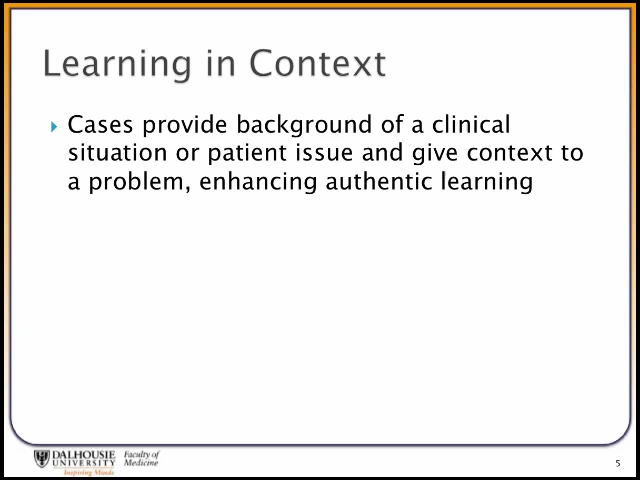 Learning in Context
Cases provide background of a clinical
situation or patient issue and give context to
a problem, enhancing authentic learning
DALHOUSIE
UNIVERSITY
Inspiring Minds
Faculty of
Medicine
5